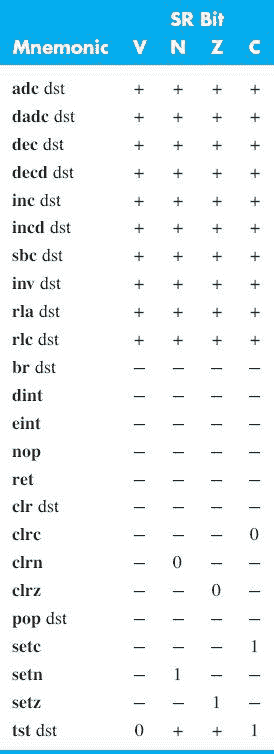 SR Bit
Mnemonic V N Z C
adc dst + + + +
dadc dst + + + +
dec dst + + + +
decd dst + + + +
inc dst + + + +
incd dst + + + +
sbc dst + + + +
inv dst + + + +
rla dst + + + +
rlc dst + + + +
br dst – – – –
dint – – – –
eint – – – –
nop – – – –
ret – – – –
clr dst – – – –
clrc – – – 0
clrn – 0 – –
clrz – – 0 –
pop dst – – – –
setc – – – 1
setn – 1 – –
setz – – 1 –
tst dst 0 + + 1